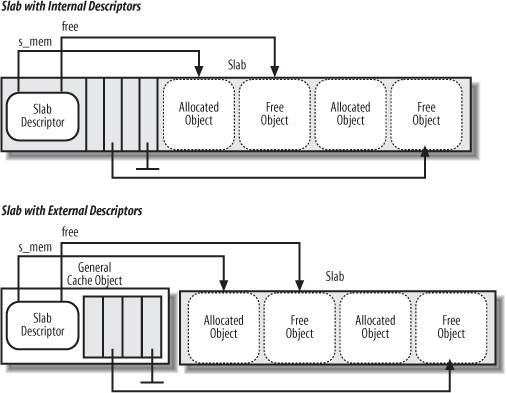 Slab with Internal Descriptors
free
s_mem
Slab
Slab
Descriptor
Allocated
Object
Free
Object
Allocated
Object
Free
Object
Slab with External Descriptors
free
s_mem
General
Cache Object
Slab
Slab
Descriptor
Allocated
Object
Free
Object
Allocated
Object
Free
Object